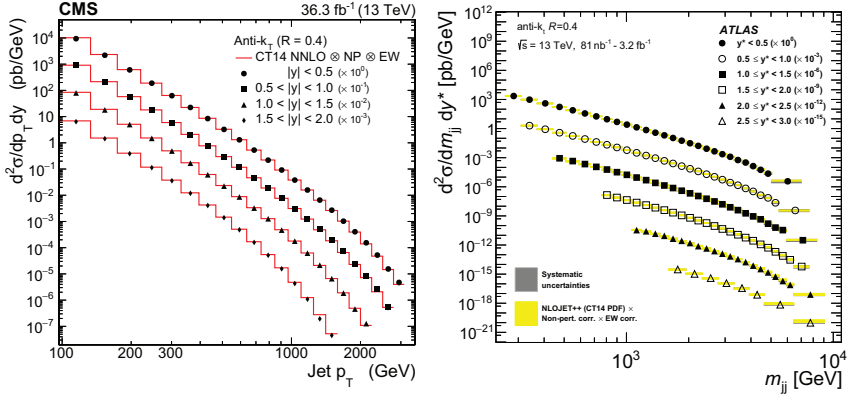 CMS
36.3 fb⁻¹ (13 TeV)
d²σ/dp_T dy (pb/GeV)
10⁴
10³
10²
10
1
10⁻¹
10⁻²
10⁻³
10⁻⁴
10⁻⁵
10⁻⁶
10⁻⁷
Anti-k_T (R = 0.4)
CT14 NNLO ⊗ NP ⊗ EW
|y| < 0.5 (× 10⁰)
0.5 < |y| < 1.0 (× 10⁻¹)
1.0 < |y| < 1.5 (× 10⁻²)
1.5 < |y| < 2.0 (× 10⁻³)
100 200 300 1000 2000
Jet p_T (GeV)
d²σ/dm_jj dy* [pb/GeV]
10¹²
10⁹
10⁶
10³
1
10⁻³
10⁻⁶
10⁻⁹
10⁻¹²
10⁻¹⁵
10⁻¹⁸
10⁻²¹
anti-k_t R=0.4
√s = 13 TeV, 81 nb⁻¹ - 3.2 fb⁻¹
ATLAS
y* < 0.5 (× 10⁰)
0.5 ≤ y* < 1.0 (× 10⁻³)
1.0 ≤ y* < 1.5 (× 10⁻⁶)
1.5 ≤ y* < 2.0 (× 10⁻⁹)
2.0 ≤ y* < 2.5 (× 10⁻¹²)
2.5 ≤ y* < 3.0 (× 10⁻¹⁵)
Systematic
uncertainties
NLOJET++ (CT14 PDF) ×
Non-pert. corr. × EW corr.
10³ 10⁴
m_jj [GeV]